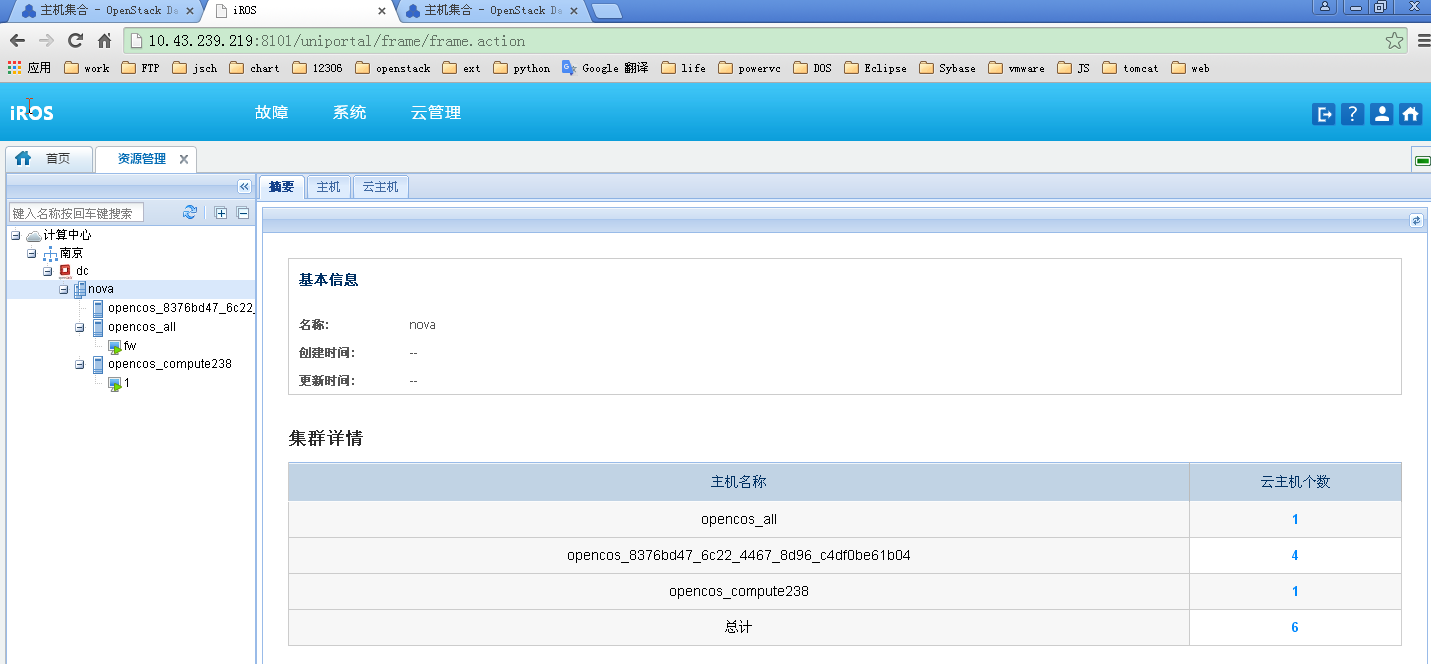 主机集合 - OpenStack Da
iROS
主机集合 - OpenStack Da
10.43.239.219:8101/uniportal/frame/frame.action
应用 work FTP jsch chart 12306 openstack ext python Google 翻译 life powervc DOS Eclipse Sybase vmware JS tomcat web
iROS 故障 系统 云管理
首页 资源管理
摘要 主机 云主机
键入名称按回车键搜索
计算中心
南京
dc
nova
opencos_8376bd47_6c22_
opencos_all
fw
opencos_compute238
1
基本信息
名称: nova
创建时间: --
更新时间: --
集群详情
主机名称 云主机个数
opencos_all 1
opencos_8376bd47_6c22_4467_8d96_c4df0be61b04 4
opencos_compute238 1
总计 6